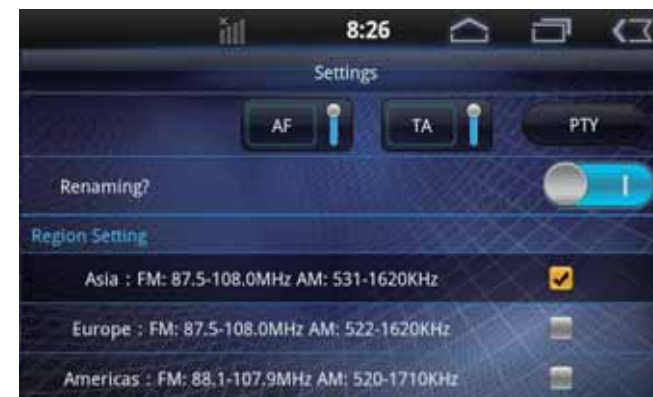 8:26
Settings
AF TA PTY
Renaming?
Region Setting
Asia : FM: 87.5-108.0MHz AM: 531-1620KHz
Europe : FM: 87.5-108.0MHz AM: 522-1620KHz
Americas : FM: 88.1-107.9MHz AM: 520-1710KHz